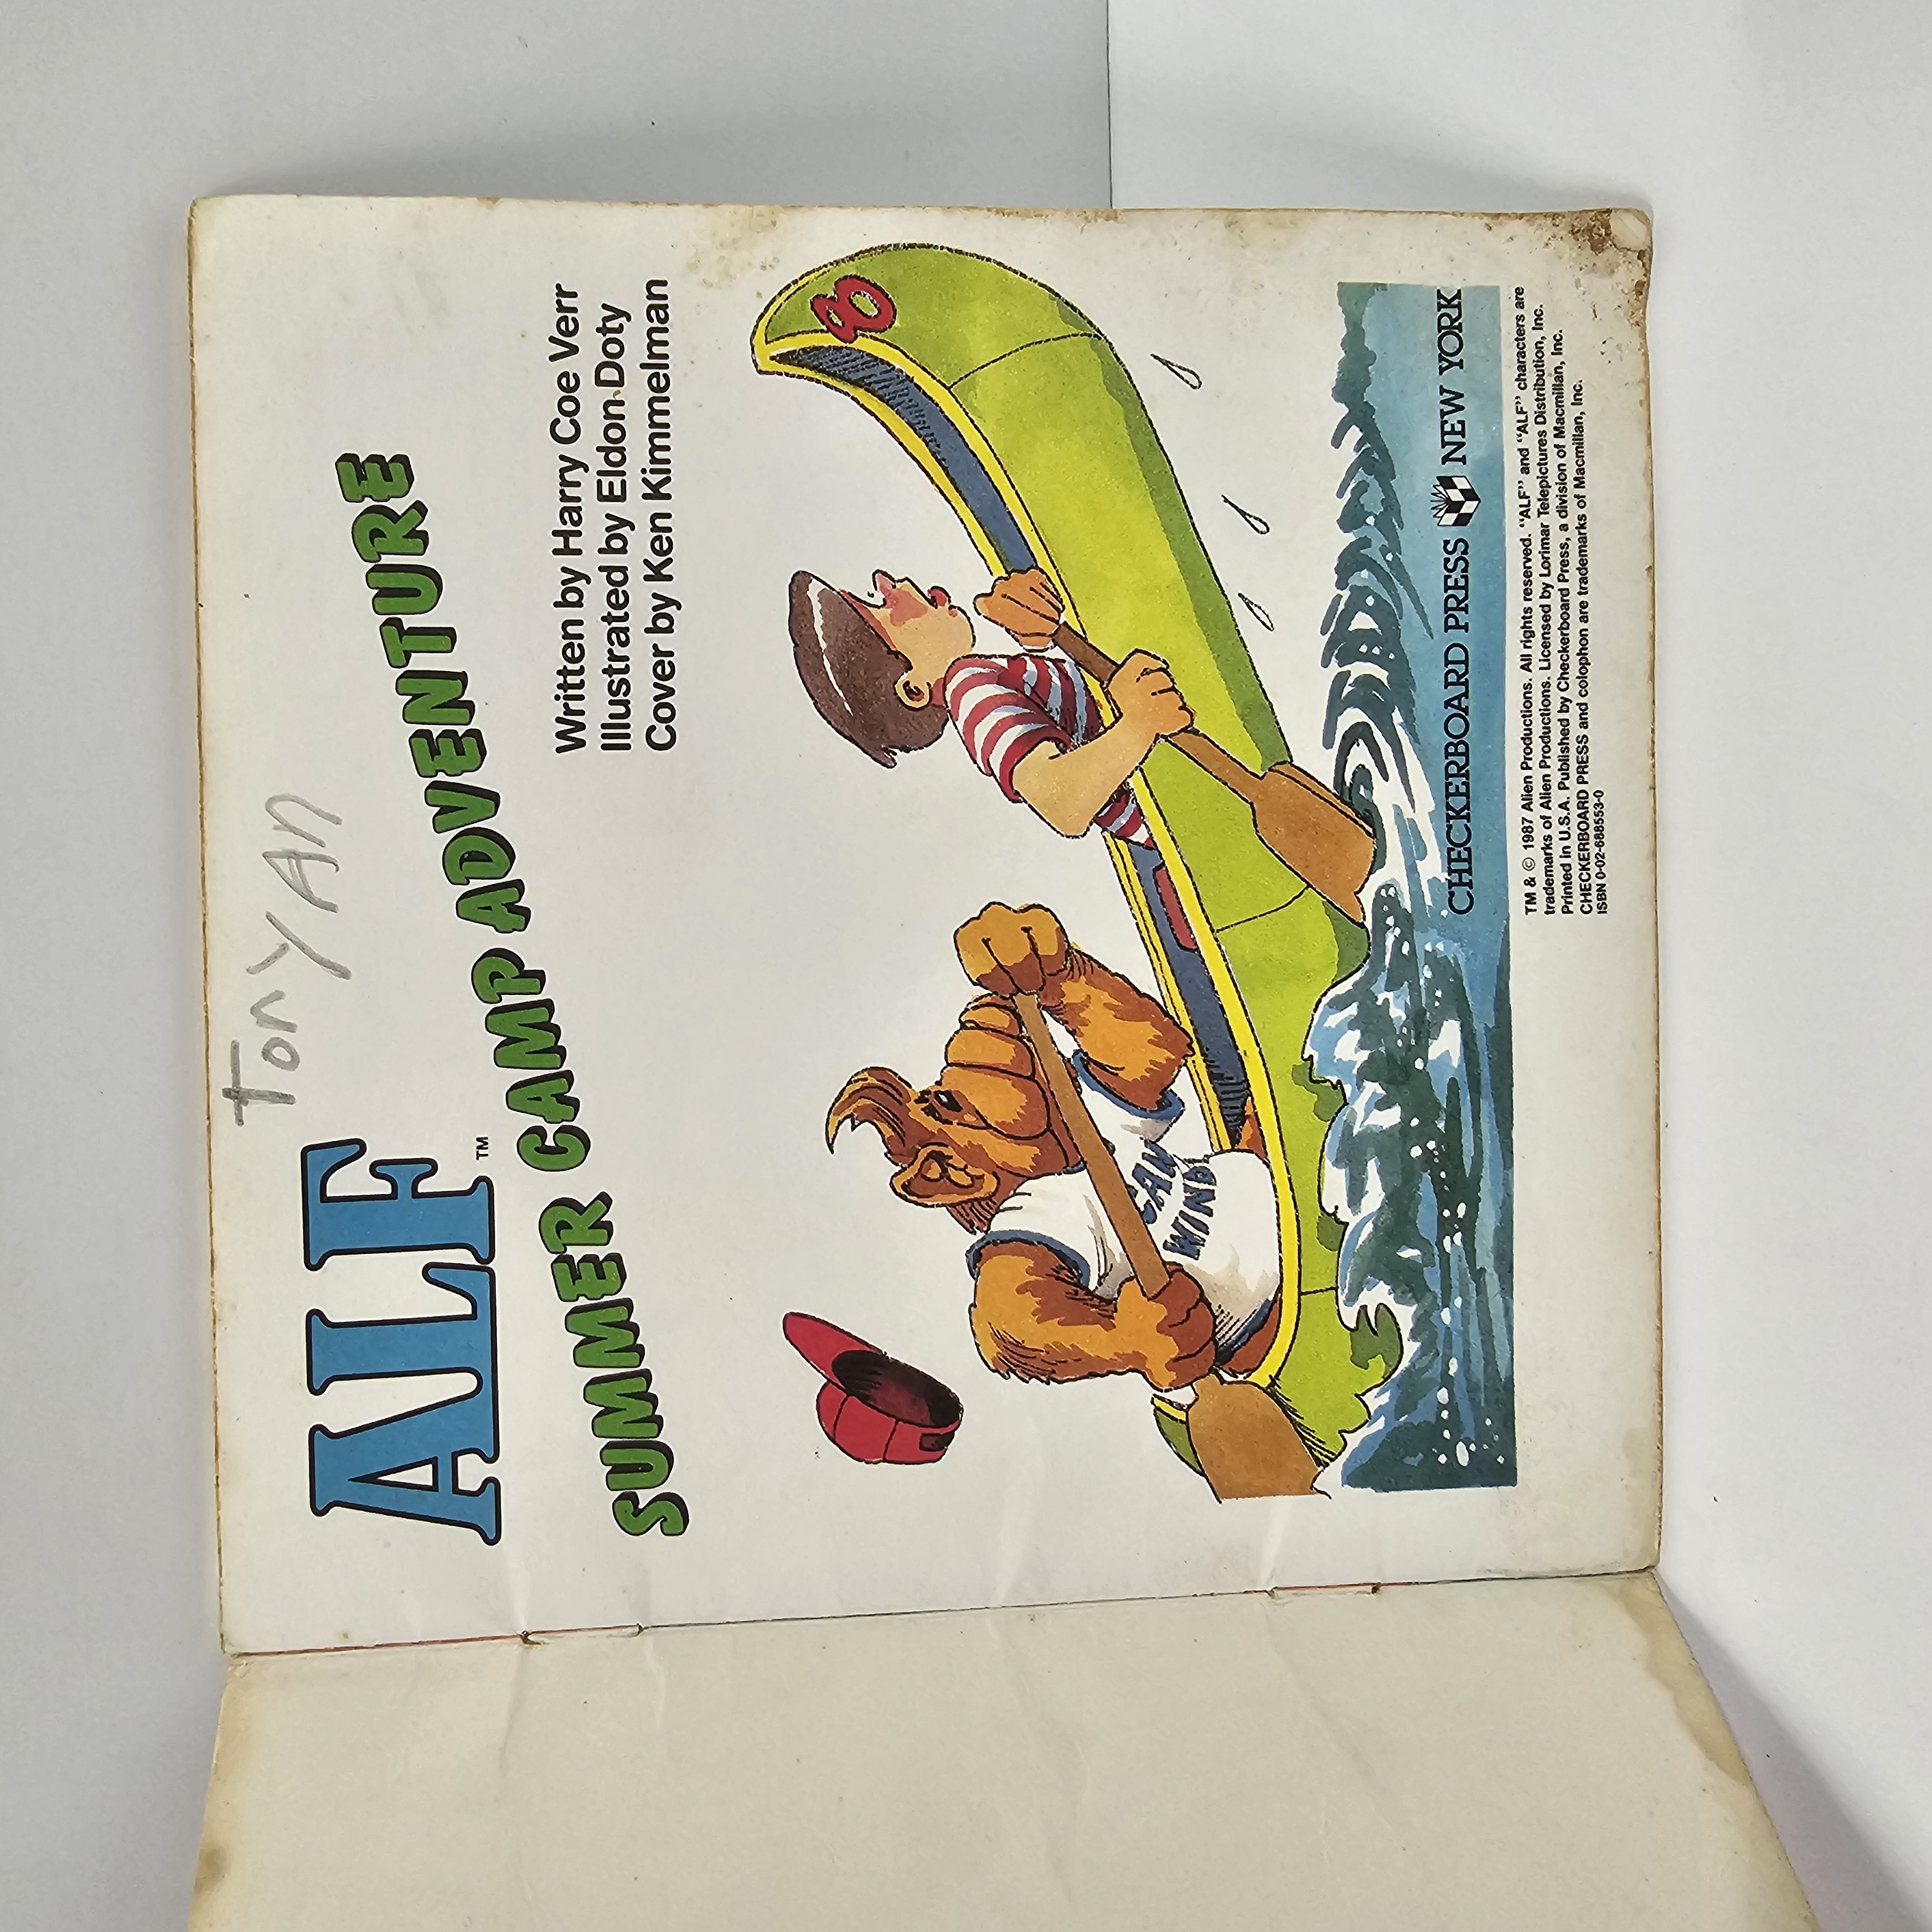 Tony An
ALF™
SUMMER CAMP ADVENTURE
Written by Harry Coe Verr
Illustrated by Eldon Doty
Cover by Ken Kimmelman
8
CAN
WIND
CHECKERBOARD PRESS NEW YORK
TM & © 1987 Alien Productions. All rights reserved. “ALF” and “ALF” characters are
trademarks of Alien Productions. Licensed by Lorimar Telepictures Distribution, Inc.
Printed in U.S.A. Published by Checkerboard Press, a division of Macmillan, Inc.
CHECKERBOARD PRESS and colophon are trademarks of Macmillan, Inc.
ISBN 0-02-688553-0